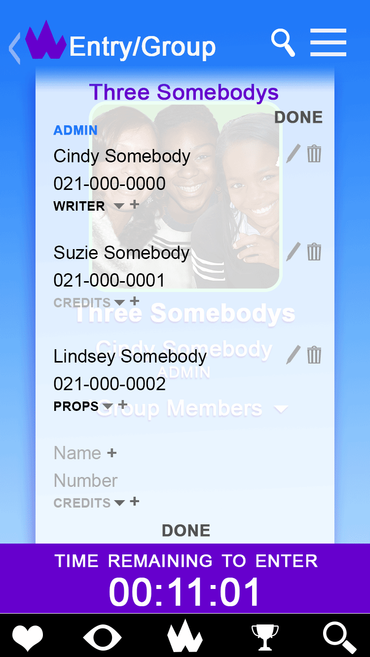 Entry/Group
Three Somebodys
DONE
ADMIN
Cindy Somebody
021-000-0000
WRITER +
Suzie Somebody
021-000-0001
CREDITS +
Three Somebodys
Lindsey Somebody
Cindy Somebody
ADMIN
021-000-0002
PROPS +
Group Members
Name +
Number
CREDITS +
DONE
TIME REMAINING TO ENTER
00:11:01